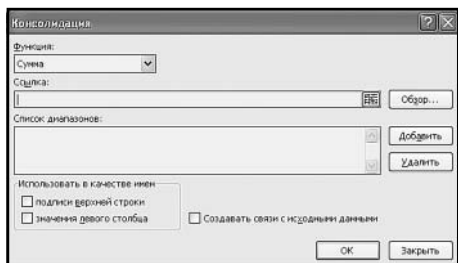 Консолидация
Функция:
Сумма
Ссылка:
Обзор...
Список диапазонов:
Добавить
Удалить
Использовать в качестве имен
подписи верхней строки
значения левого столбца
Создавать связи с исходными данными
ОК
Закрыть